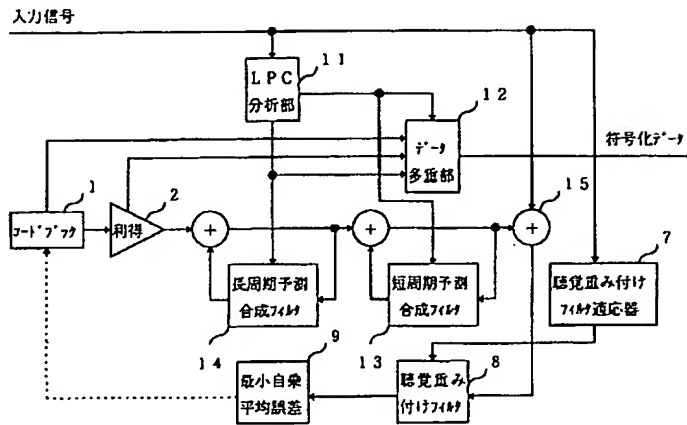 入力信号
11
LPC
分析部
12
データ
多重部
符号化データ
15
1
コードブック
2
利得
+
+
+
7
聴覚重み付け
フィルタ適応器
長周期予測
合成フィルタ
14
短周期予測
合成フィルタ
13
9
最小自乗
平均誤差
8
聴覚重み
付けフィルタ